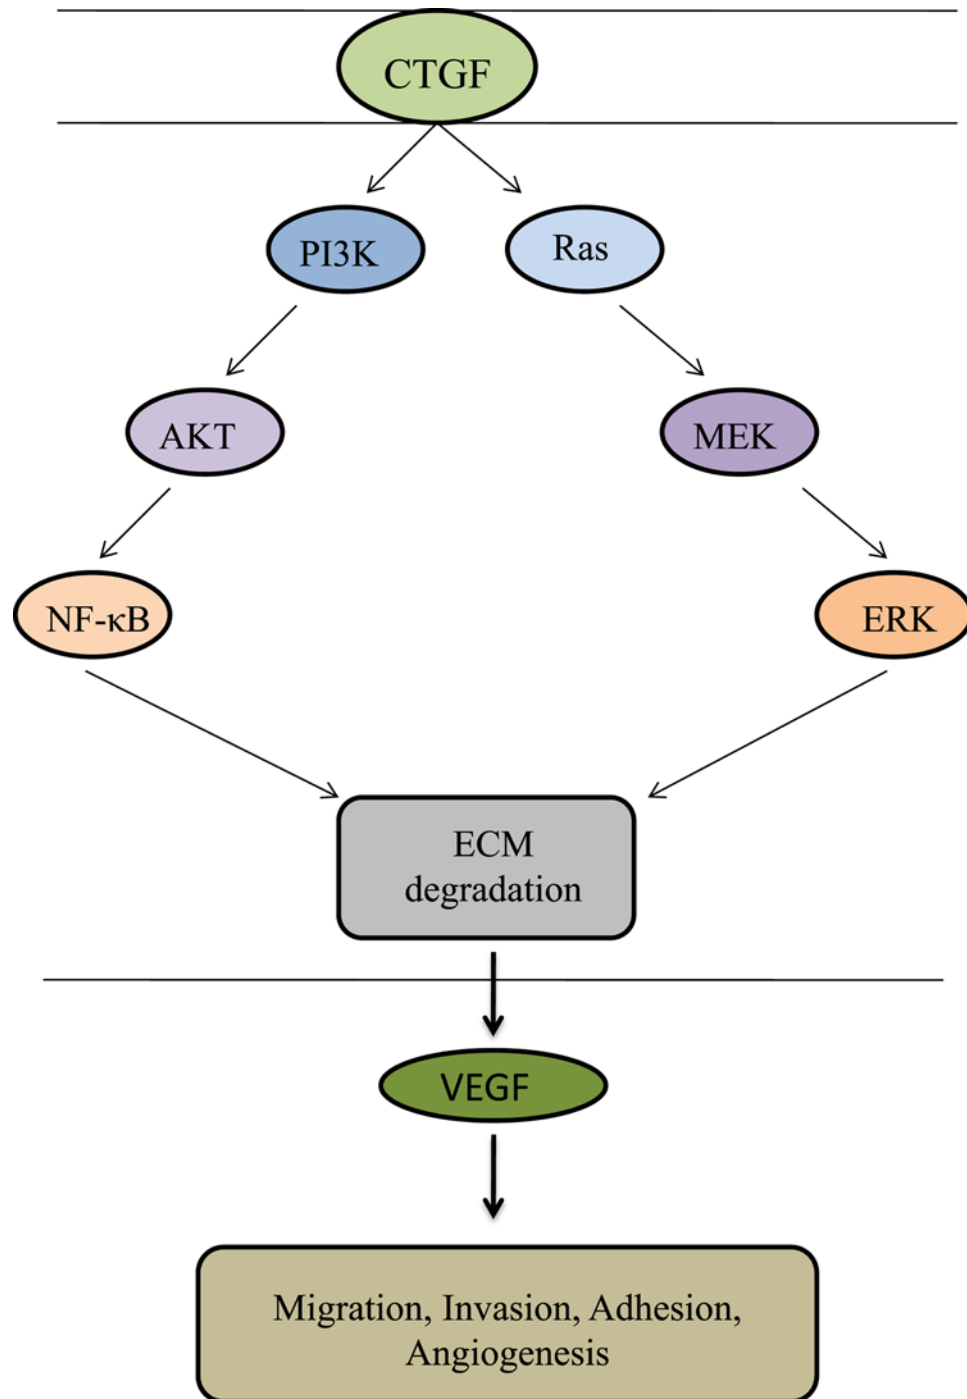 CTGF
PI3K
Ras
AKT
MEK
NF-κB
ERK
ECM
degradation
VEGF
Migration, Invasion, Adhesion,
Angiogenesis